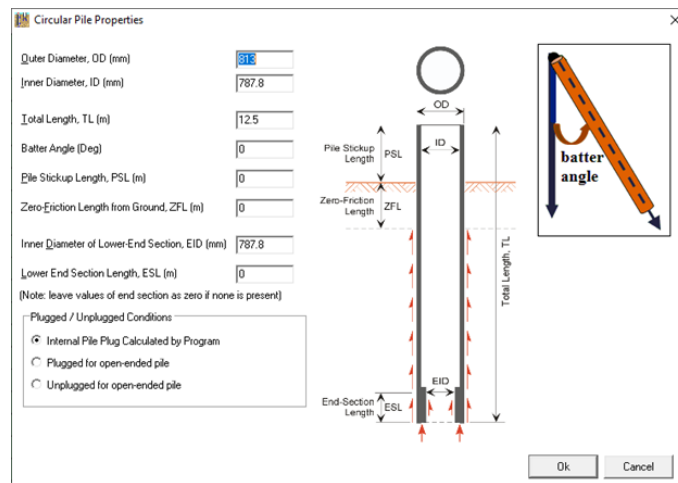 Circular Pile Properties
Outer Diameter, OD (mm)
813
Inner Diameter, ID (mm)
787.8
Total Length, TL (m)
12.5
Batter Angle (Deg)
0
Pile Stickup Length, PSL (m)
0
Zero-Friction Length from Ground, ZFL (m)
0
Inner Diameter of Lower-End Section, EID (mm)
787.8
Lower End Section Length, ESL (m)
0
(Note: leave values of end section as zero if none is present)
Plugged / Unplugged Conditions
Internal Pile Plug Calculated by Program
Plugged for open-ended pile
Unplugged for open-ended pile
OD
Pile Stickup
Length
PSL
ID
Zero-Friction
Length
ZFL
Total Length, TL
EID
End-Section
Length
ESL
batter
angle
Ok
Cancel